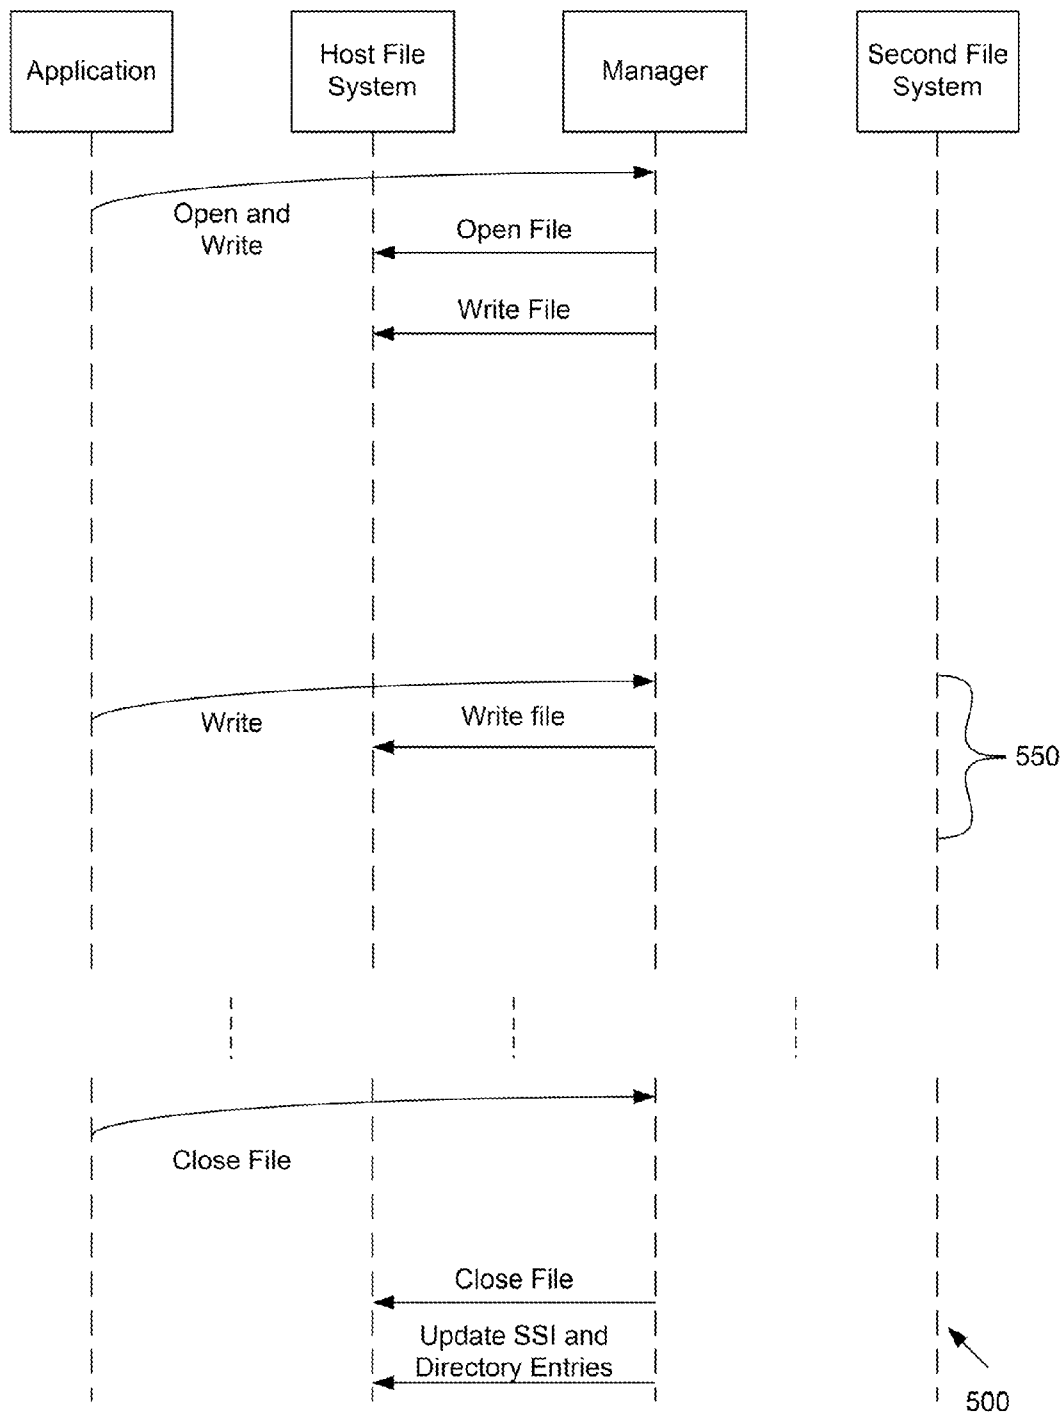 Application
Host File
System
Manager
Second File
System
Open and
Write
Open File
Write File
Write
Write file
550
Close File
Close File
Update SSI and
Directory Entries
500